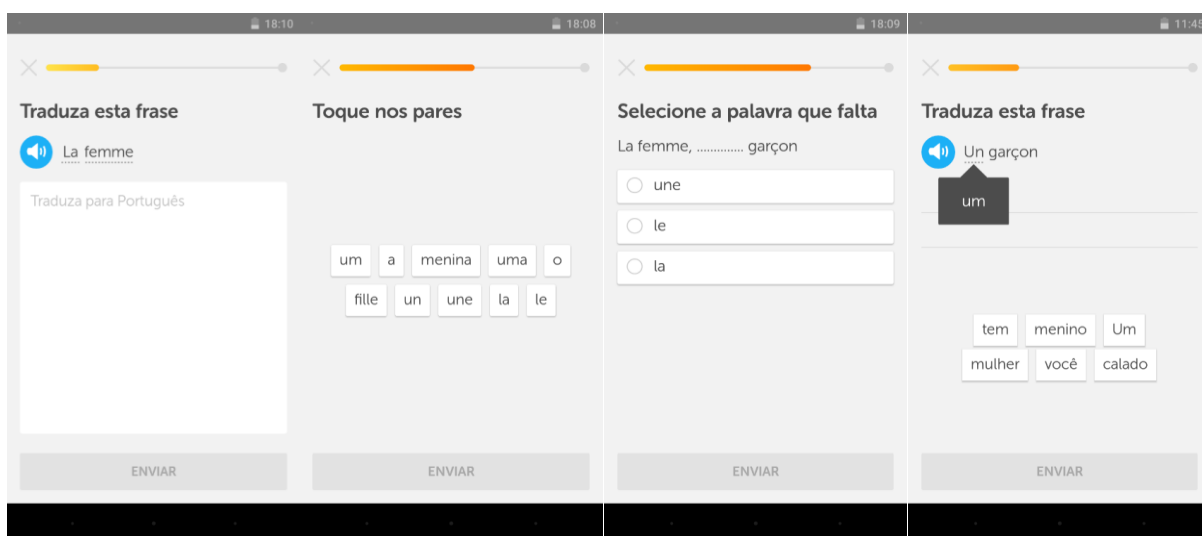 18:10
Traduza esta frase
La femme
Traduza para Português
ENVIAR
18:08
Toque nos pares
um a menina uma o
fille un une la le
ENVIAR
18:09
Selecione a palavra que falta
La femme, ............. garçon
une
le
la
ENVIAR
11:45
Traduza esta frase
Un garçon
um
tem menino Um
mulher você calado
ENVIAR